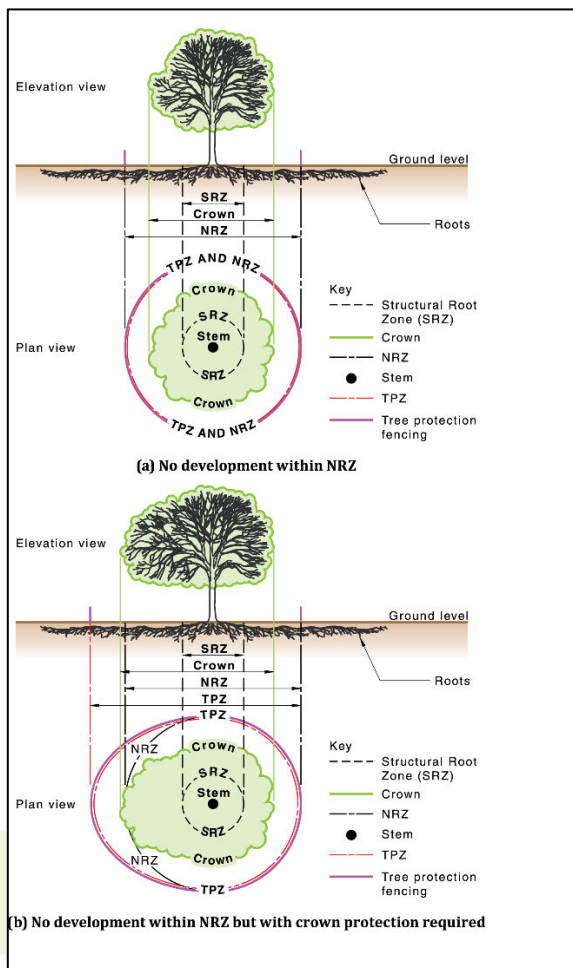 Elevation view
Ground level
SRZ
Crown
NRZ
Roots
TPZ AND NRZ
Crown
SRZ
Stem
SRZ
Crown
TPZ AND NRZ
Plan view
Key
Structural Root
Zone (SRZ)
Crown
NRZ
Stem
TPZ
Tree protection
fencing
(a) No development within NRZ
Elevation view
Ground level
SRZ
Crown
NRZ
TPZ
Roots
TPZ
NRZ
Crown
SRZ
Stem
SRZ
Crown
NRZ
TPZ
Plan view
Key
Structural Root
Zone (SRZ)
Crown
NRZ
Stem
TPZ
Tree protection
fencing
(b) No development within NRZ but with crown protection required